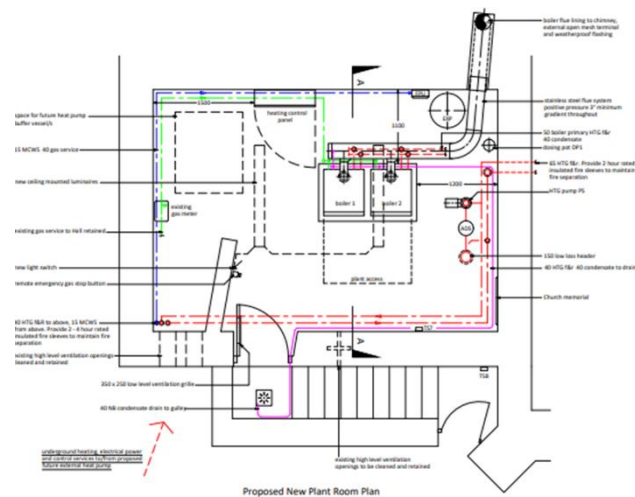 boiler flue lining to chimney,
external open mesh terminal
and weatherproof flashing
A
1500
heating control
panel
1100
EXP
stainless steel flue system
positive pressure 3° minimum
gradient throughout
space for future heat pump
buffer vessel/s
15 MCWS 40 gas service
50 boiler primary HTG f&r
40 condensate
dosing pot DP1
65 HTG f&r. Provide 2 hour rated
insulated fire sleeves to maintain
fire separation
new ceiling mounted luminaires
1200
HTG pump P5
existing
gas meter
boiler 1
boiler 2
ADS
existing gas service to Hall retained
150 low loss header
plant access
40 HTG f&r 40 condensate to drain
new light switch
remote emergency gas stop button
Church memorial
HTG f&R to above, 15 MCWS
from above. Provide 2 - 4 hour rated
insulated fire sleeves to maintain fire
separation
A
existing high level ventilation openings
cleaned and retained
350 x 250 low level ventilation grille
40 NB condensate drain to gulley
underground heating, electrical power
and control services to/from proposed
future external heat pump
existing high level ventilation
openings to be cleaned and retained
Proposed New Plant Room Plan